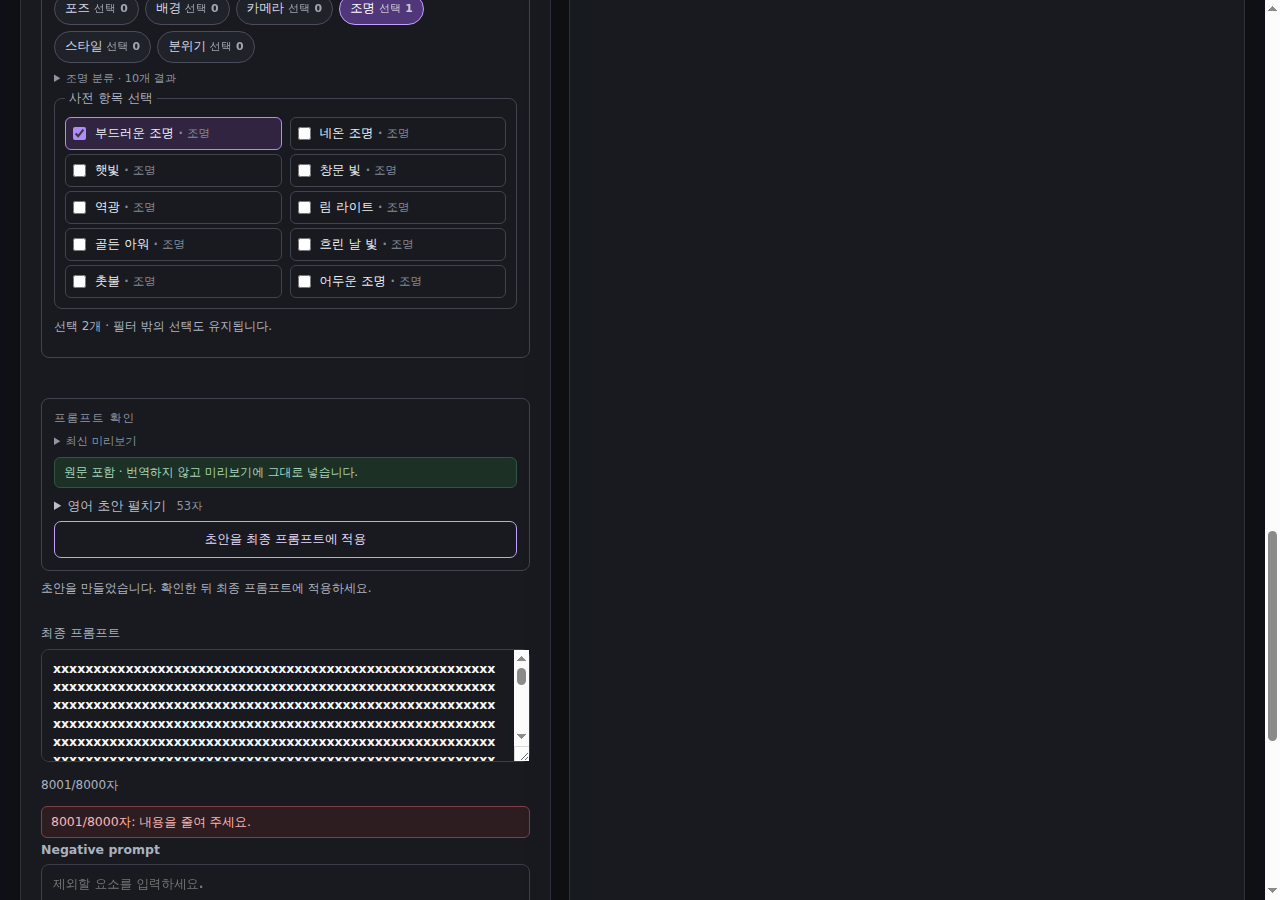 포즈 선택 0 배경 선택 0 카메라 선택 0 조명 선택 1
스타일 선택 0 분위기 선택 0
▶ 조명 분류 · 10개 결과
사전 항목 선택
부드러운 조명 · 조명 네온 조명 · 조명
햇빛 · 조명 창문 빛 · 조명
역광 · 조명 림 라이트 · 조명
골든 아워 · 조명 흐린 날 빛 · 조명
촛불 · 조명 어두운 조명 · 조명
선택 2개 · 필터 밖의 선택도 유지됩니다.
프롬프트 확인
▶ 최신 미리보기
원문 포함 · 번역하지 않고 미리보기에 그대로 넣습니다.
▶ 영어 초안 펼치기 53자
초안을 최종 프롬프트에 적용
초안을 만들었습니다. 확인한 뒤 최종 프롬프트에 적용하세요.
최종 프롬프트
xxxxxxxxxxxxxxxxxxxxxxxxxxxxxxxxxxxxxxxxxxxxxxxxxxxxxxx
xxxxxxxxxxxxxxxxxxxxxxxxxxxxxxxxxxxxxxxxxxxxxxxxxxxxxxx
xxxxxxxxxxxxxxxxxxxxxxxxxxxxxxxxxxxxxxxxxxxxxxxxxxxxxxx
xxxxxxxxxxxxxxxxxxxxxxxxxxxxxxxxxxxxxxxxxxxxxxxxxxxxxxx
xxxxxxxxxxxxxxxxxxxxxxxxxxxxxxxxxxxxxxxxxxxxxxxxxxxxxxx
xxxxxxxxxxxxxxxxxxxxxxxxxxxxxxxxxxxxxxxxxxxxxxxxxxxxxxx
8001/8000자
8001/8000자: 내용을 줄여 주세요.
Negative prompt
제외할 요소를 입력하세요.